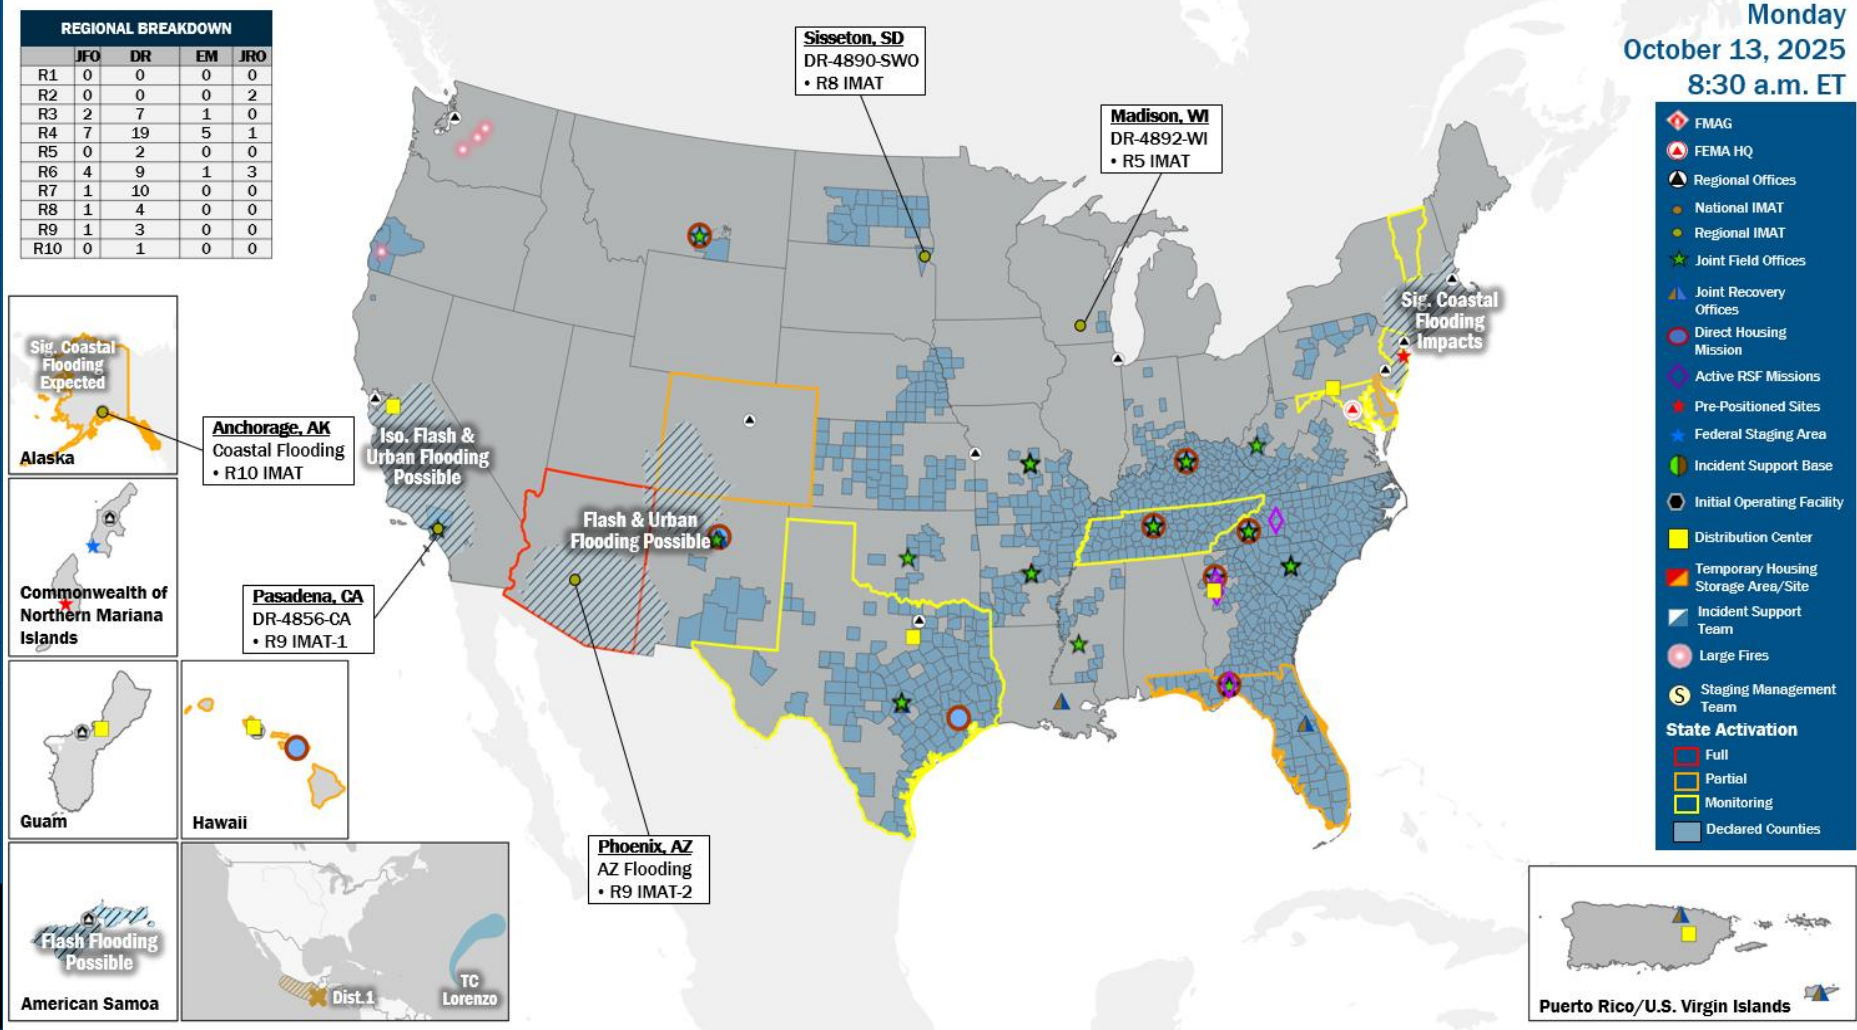 REGIONAL BREAKDOWN
JFO DR EM JRO
R1 0 0 0 0
R2 0 0 0 2
R3 2 7 1 0
R4 7 19 5 1
R5 0 2 0 0
R6 4 9 1 3
R7 1 10 0 0
R8 1 4 0 0
R9 1 3 0 0
R10 0 1 0 0
Monday
October 13, 2025
8:30 a.m. ET
Sisseton, SD
DR-4890-SWO
• R8 IMAT
Madison, WI
DR-4892-WI
• R5 IMAT
Sig. Coastal
Flooding
Impacts
Sig. Coastal
Flooding
Expected
Alaska
Anchorage, AK
Coastal Flooding
• R10 IMAT
Iso. Flash &
Urban Flooding
Possible
Flash & Urban
Flooding Possible
Commonwealth of
Northern Mariana
Islands
Pasadena, CA
DR-4856-CA
• R9 IMAT-1
Guam
Hawaii
Phoenix, AZ
AZ Flooding
• R9 IMAT-2
Flash Flooding
Possible
American Samoa
Dist.1
TC
Lorenzo
Puerto Rico/U.S. Virgin Islands
FMAG
FEMA HQ
Regional Offices
National IMAT
Regional IMAT
Joint Field Offices
Joint Recovery
Offices
Direct Housing
Mission
Active RSF Missions
Pre-Positioned Sites
Federal Staging Area
Incident Support Base
Initial Operating Facility
Distribution Center
Temporary Housing
Storage Area/Site
Incident Support
Team
Large Fires
S
Staging Management
Team
State Activation
Full
Partial
Monitoring
Declared Counties